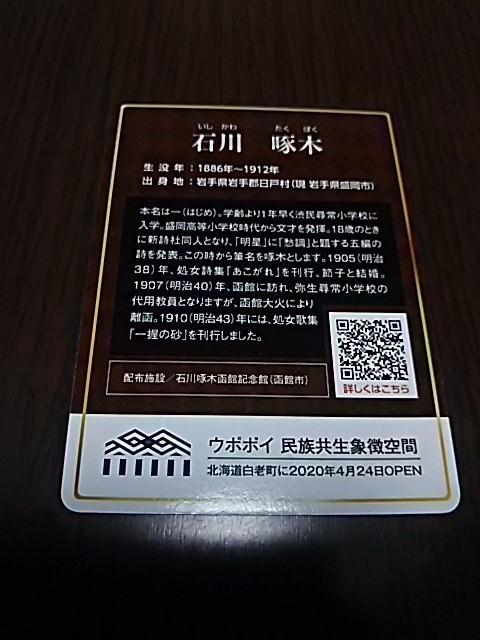 いし かわ たく ぼく
石川 啄木
生没年：1886年～1912年
出身地：岩手県岩手郡日戸村（現 岩手県盛岡市）
本名は一（はじめ）。学齢より1年早く渋民尋常小学校に
入学。盛岡高等小学校時代から文才を発揮。18歳のとき
に新詩社同人となり、「明星」に「愁調」と題する五編の
詩を発表。この時から筆名を啄木とします。1905（明治
38）年、処女詩集「あこがれ」を刊行、節子と結婚。
1907（明治40）年、函館に訪れ、弥生尋常小学校の
代用教員となりますが、函館大火により
離函。1910（明治43）年には、処女歌集
「一握の砂」を刊行しました。
詳しくはこちら
配布施設／石川啄木函館記念館（函館市）
ウポポイ 民族共生象徴空間
北海道白老町に2020年4月24日OPEN